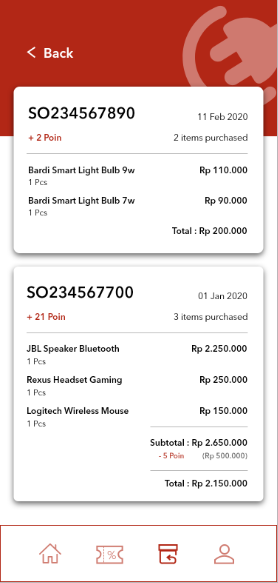 Back
SO234567890 11 Feb 2020
+ 2 Poin 2 items purchased
Bardi Smart Light Bulb 9w Rp 110.000
1 Pcs
Bardi Smart Light Bulb 7w Rp 90.000
1 Pcs
Total : Rp 200.000
SO234567700 01 Jan 2020
+ 21 Poin 3 items purchased
JBL Speaker Bluetooth Rp 2.250.000
1 Pcs
Rexus Headset Gaming Rp 250.000
1 Pcs
Logitech Wireless Mouse Rp 150.000
1 Pcs
Subtotal : Rp 2.650.000
- 5 Poin (Rp 500.000)
Total : Rp 2.150.000
%